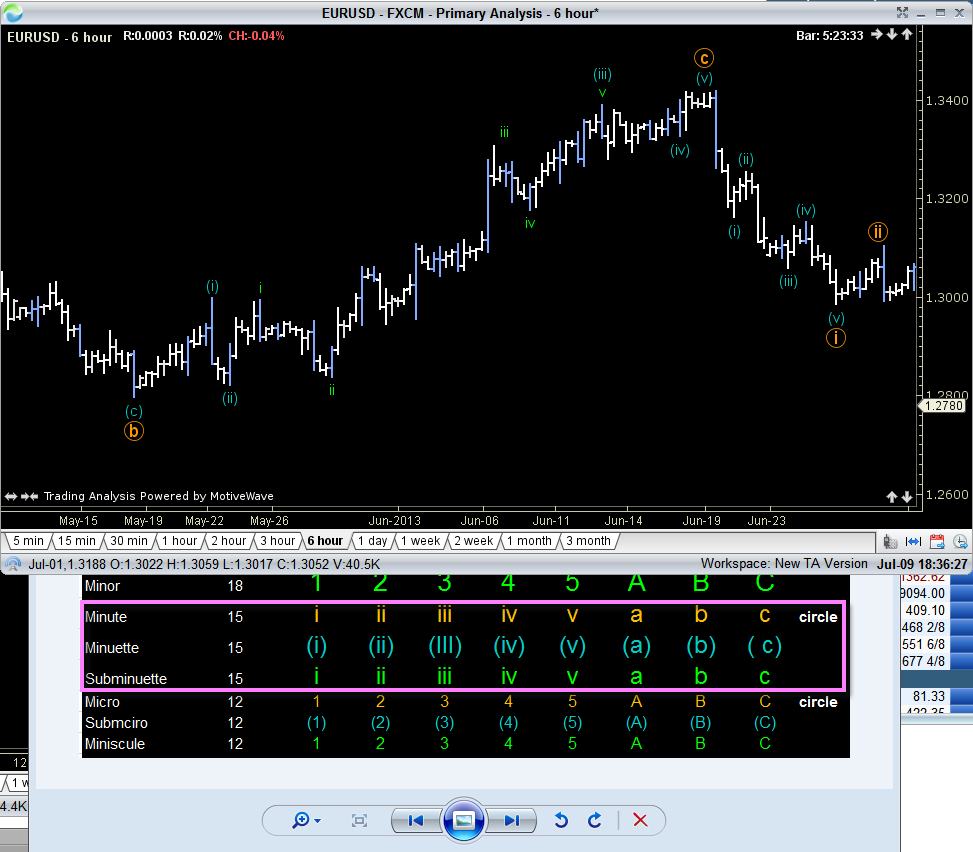 EURUSD - FXCM - Primary Analysis - 6 hour*
EURUSD - 6 hour R:0.0003 R:0.02% CH:-0.04% Bar: 5:23:33
c
(iii) (v)
v
1.3400
iii
(iv) (ii)
1.3200
iv (i) (iv) ii
(iii)
(i) i
1.3000
(v)
i
(ii) ii
1.2800
1.2780
(c)
b
Trading Analysis Powered by MotiveWave
1.2600
May-15 May-19 May-22 May-26 Jun-2013 Jun-06 Jun-11 Jun-14 Jun-19 Jun-23
5 min 15 min 30 min 1 hour 2 hour 3 hour 6 hour 1 day 1 week 2 week 1 month 3 month
Jul-01,1.3188 O:1.3022 H:1.3059 L:1.3017 C:1.3052 V:40.5K Workspace: New TA Version Jul-09 18:36:27
Minor 18 1 2 3 4 5 A B C
Minute 15 i ii iii iv v a b c circle
Minuette 15 (i) (ii) (III) (iv) (v) (a) (b) ( c)
Subminuette 15 i ii iii iv v a b c
Micro 12 1 2 3 4 5 A B C circle
Submciro 12 (1) (2) (3) (4) (5) (A) (B) (C)
Miniscule 12 1 2 3 4 5 A B C
9094.00
409.10
468 2/8
551 6/8
677 4/8
81.33
12
1 w
4.4K